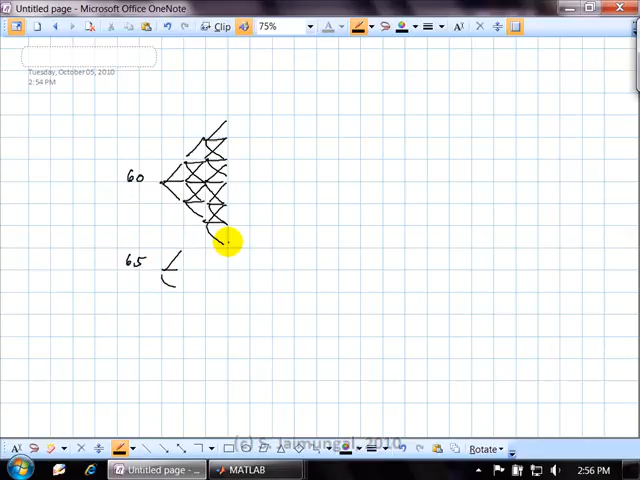 Untitled page - Microsoft OneNote
Clip
75%
Tuesday, October 05, 2010
2:54 PM
60
65
(c) S. Jaimungal, 2010
Rotate
Untitled page - ...
MATLAB
2:56 PM